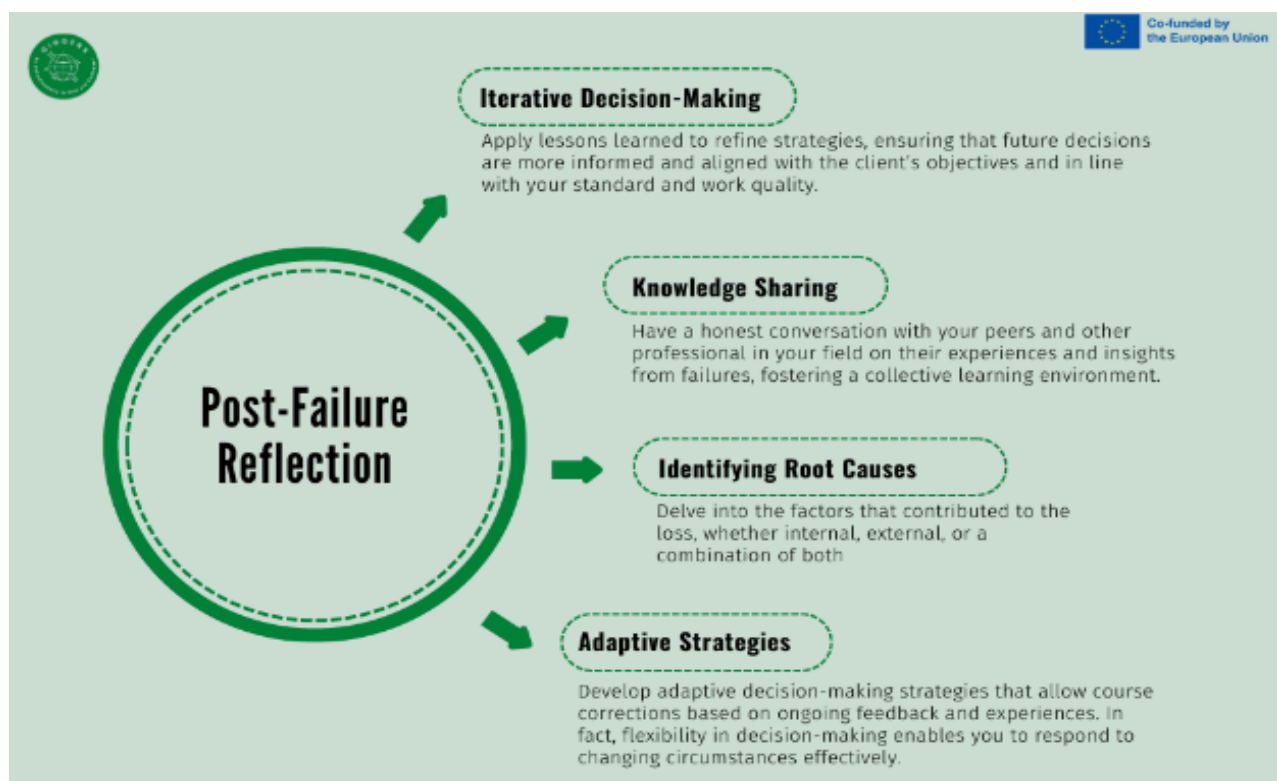 Co-funded by
the European Union
Iterative Decision-Making
Apply lessons learned to refine strategies, ensuring that future decisions
are more informed and aligned with the client's objectives and in line
with your standard and work quality.
Knowledge Sharing
Have a honest conversation with your peers and other
professional in your field on their experiences and insights
from failures, fostering a collective learning environment.
Post-Failure
Reflection
Identifying Root Causes
Delve into the factors that contributed to the
loss, whether internal, external, or a
combination of both
Adaptive Strategies
Develop adaptive decision-making strategies that allow course
corrections based on ongoing feedback and experiences. In
fact, flexibility in decision-making enables you to respond to
changing circumstances effectively.